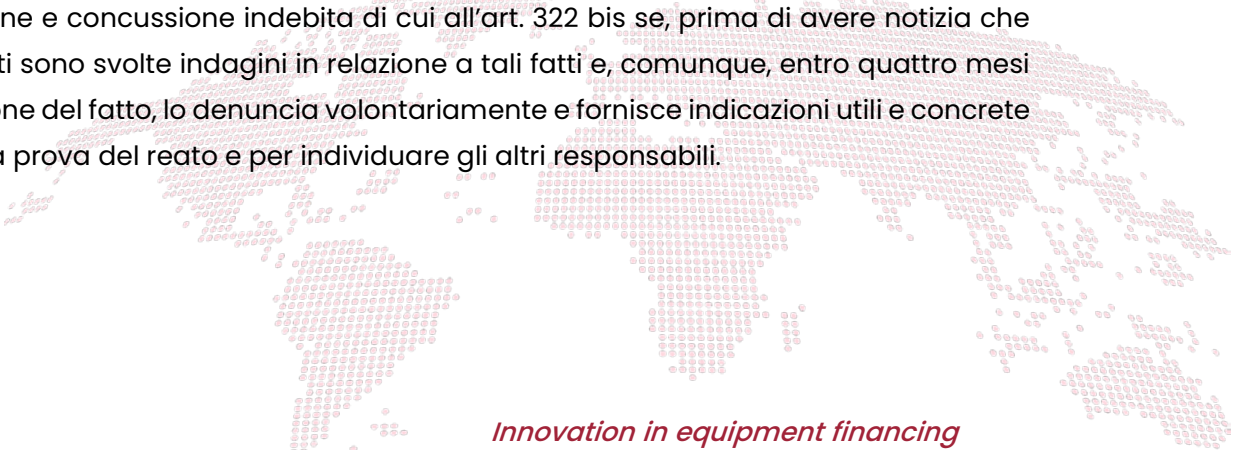 ne e concussione indebita di cui all'art. 322 bis se, prima di avere notizia che
ti sono svolte indagini in relazione a tali fatti e, comunque, entro quattro mesi
one del fatto, lo denuncia volontariamente e fornisce indicazioni utili e concrete
a prova del reato e per individuare gli altri responsabili.
Innovation in equipment financing